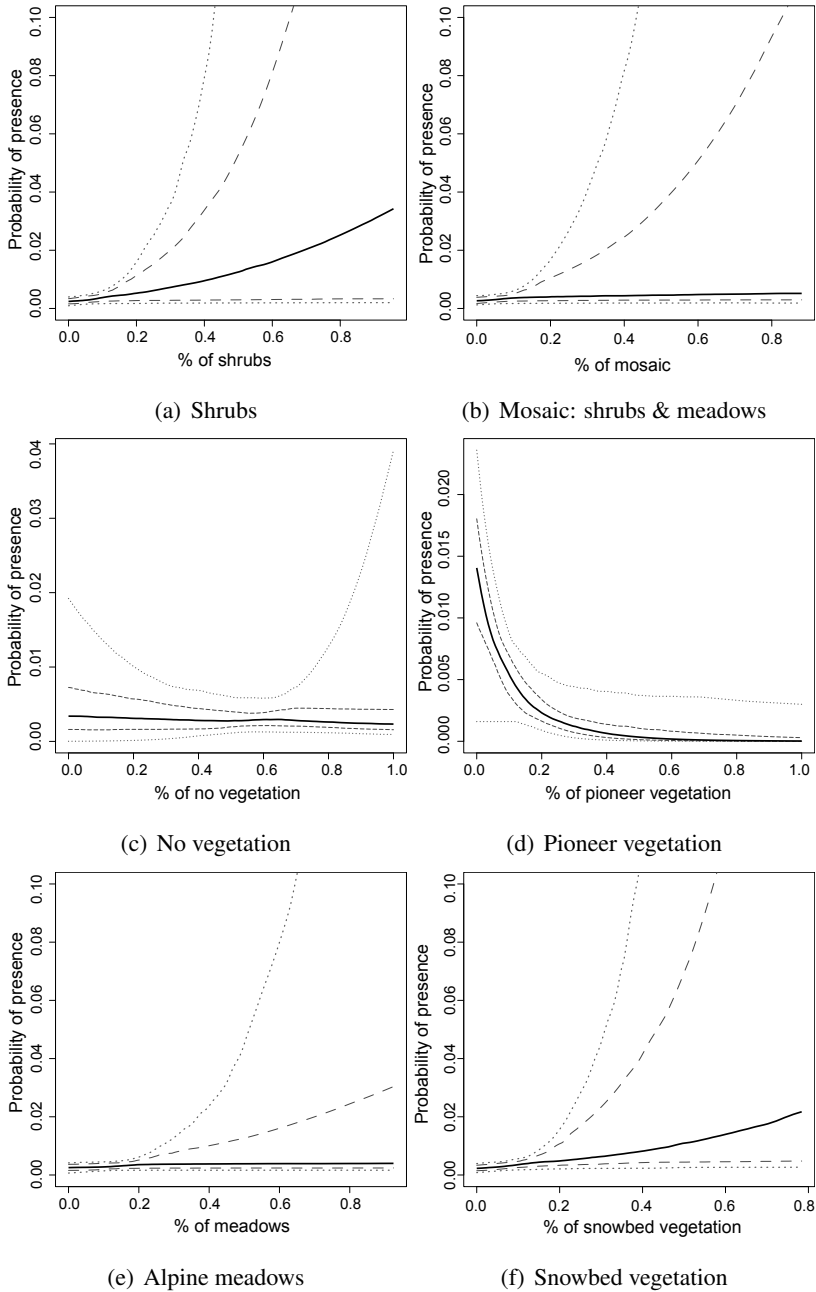 Probability of presence
0.00 0.02 0.04 0.06 0.08 0.10
0.0 0.2 0.4 0.6 0.8
% of shrubs
(a) Shrubs
Probability of presence
0.00 0.02 0.04 0.06 0.08 0.10
0.0 0.2 0.4 0.6 0.8
% of mosaic
(b) Mosaic: shrubs & meadows
Probability of presence
0.00 0.01 0.02 0.03 0.04
0.0 0.2 0.4 0.6 0.8 1.0
% of no vegetation
(c) No vegetation
Probability of presence
0.000 0.005 0.010 0.015 0.020
0.0 0.2 0.4 0.6 0.8 1.0
% of pioneer vegetation
(d) Pioneer vegetation
Probability of presence
0.00 0.02 0.04 0.06 0.08 0.10
0.0 0.2 0.4 0.6 0.8
% of meadows
(e) Alpine meadows
Probability of presence
0.00 0.02 0.04 0.06 0.08 0.10
0.0 0.2 0.4 0.6 0.8
% of snowbed vegetation
(f) Snowbed vegetation